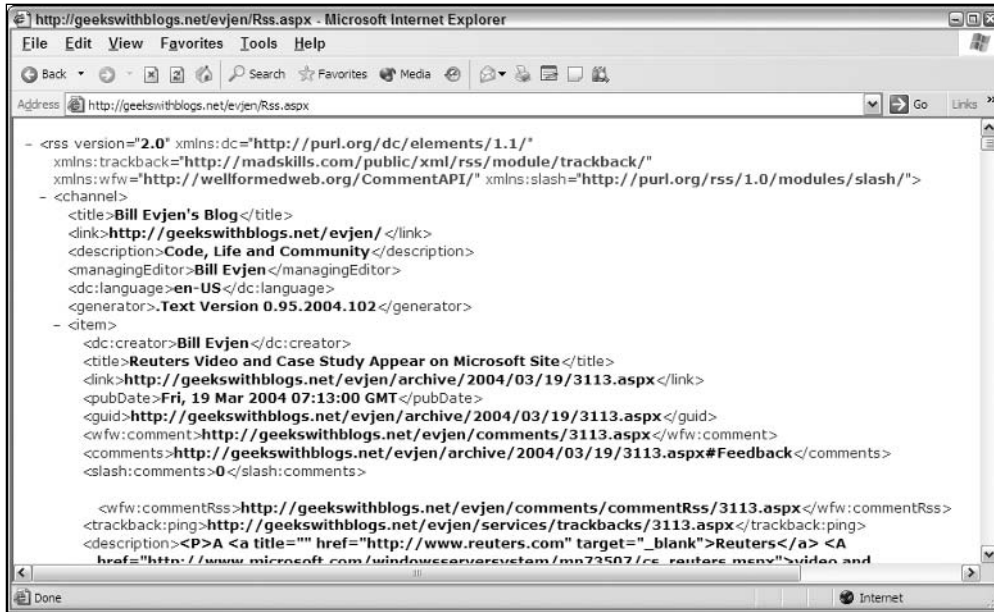 http://geekswithblogs.net/evjen/Rss.aspx - Microsoft Internet Explorer
File Edit View Favorites Tools Help
Back Search Favorites Media
Address http://geekswithblogs.net/evjen/Rss.aspx Go Links »
- <rss version="2.0" xmlns:dc="http://purl.org/dc/elements/1.1/"
xmlns:trackback="http://madskills.com/public/xml/rss/module/trackback/"
xmlns:wfw="http://wellformedweb.org/CommentAPI/" xmlns:slash="http://purl.org/rss/1.0/modules/slash/">
- <channel>
<title>Bill Evjen's Blog</title>
<link>http://geekswithblogs.net/evjen/</link>
<description>Code, Life and Community</description>
<managingEditor>Bill Evjen</managingEditor>
<dc:language>en-US</dc:language>
<generator>.Text Version 0.95.2004.102</generator>
- <item>
<dc:creator>Bill Evjen</dc:creator>
<title>Reuters Video and Case Study Appear on Microsoft Site</title>
<link>http://geekswithblogs.net/evjen/archive/2004/03/19/3113.aspx</link>
<pubDate>Fri, 19 Mar 2004 07:13:00 GMT</pubDate>
<guid>http://geekswithblogs.net/evjen/archive/2004/03/19/3113.aspx</guid>
<wfw:comment>http://geekswithblogs.net/evjen/comments/3113.aspx</wfw:comment>
<comments>http://geekswithblogs.net/evjen/archive/2004/03/19/3113.aspx#Feedback</comments>
<slash:comments>0</slash:comments>
<wfw:commentRss>http://geekswithblogs.net/evjen/comments/commentRss/3113.aspx</wfw:commentRss>
<trackback:ping>http://geekswithblogs.net/evjen/services/trackbacks/3113.aspx</trackback:ping>
<description><P>A <a title="" href="http://www.reuters.com" target="_blank">Reuters</a> <A
href="http://www.microsoft.com/windowsserversystem/mp73507/cs_reuters.mspx">video and
Done Internet